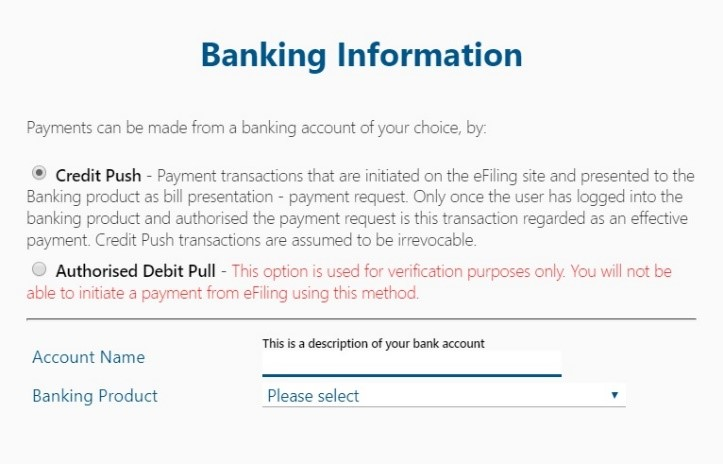 Banking Information
Payments can be made from a banking account of your choice, by:
Credit Push - Payment transactions that are initiated on the eFiling site and presented to the
Banking product as bill presentation - payment request. Only once the user has logged into the
banking product and authorised the payment request is this transaction regarded as an effective
payment. Credit Push transactions are assumed to be irrevocable.
Authorised Debit Pull - This option is used for verification purposes only. You will not be
able to initiate a payment from eFiling using this method.
This is a description of your bank account
Account Name
Banking Product Please select